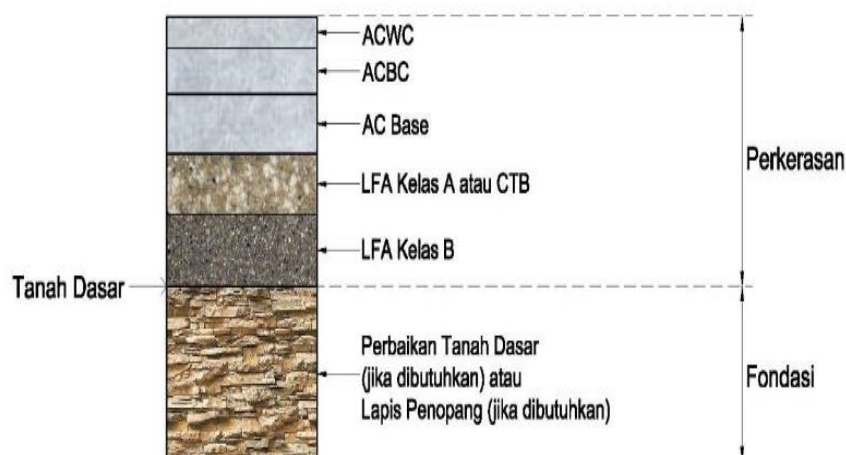 ACWC
ACBC
AC Base
Perkerasan
LFA Kelas A atau CTB
LFA Kelas B
Tanah Dasar
Perbaikan Tanah Dasar
(jika dibutuhkan) atau
Lapis Penopang (jika dibutuhkan)
Fondasi